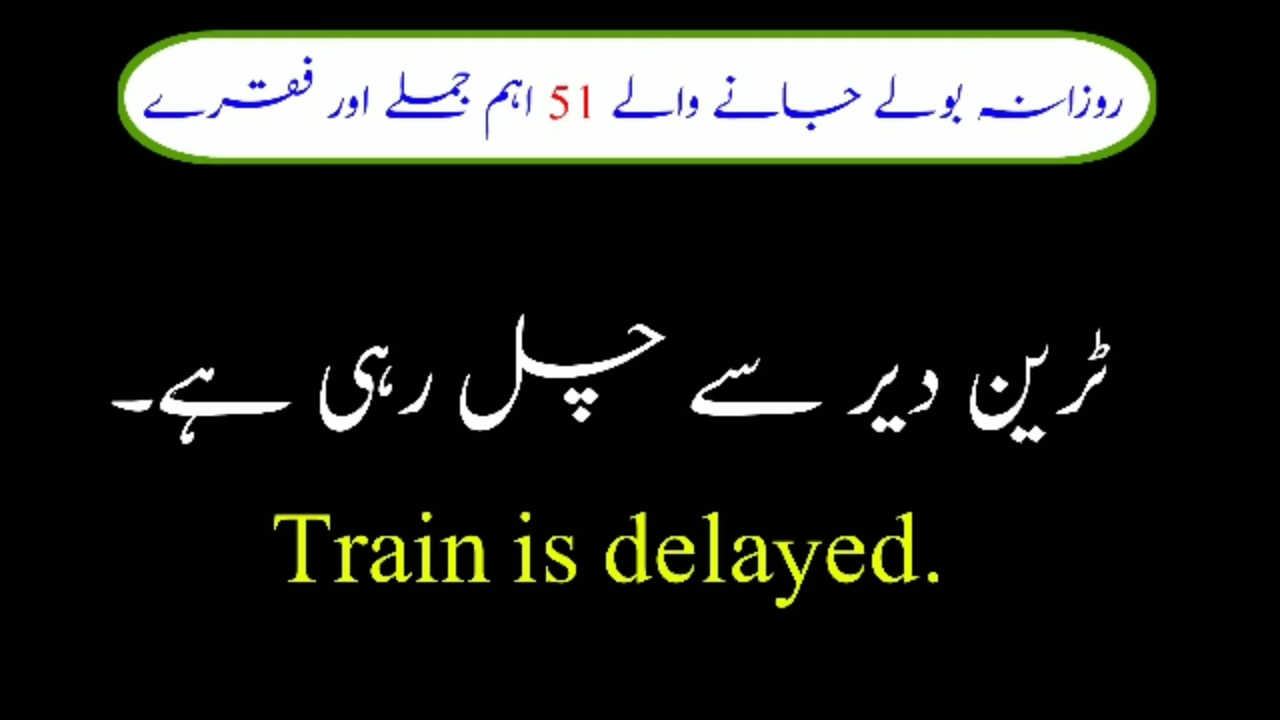 روزانہ بولے جانے والے 51 اہم جملے اور فقرے
ٹرین دیر سے چل رہی ہے۔
Train is delayed.